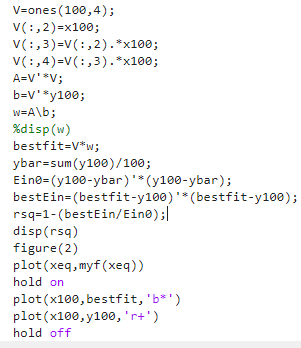 V=ones(100,4);
V(:,2)=x100;
V(:,3)=V(:,2).*x100;
V(:,4)=V(:,3).*x100;
A=V'*V;
b=V'*y100;
w=A\b;
%disp(w)
bestfit=V*w;
ybar=sum(y100)/100;
Ein0=(y100-ybar)'*(y100-ybar);
bestEin=(bestfit-y100)'*(bestfit-y100);
rsq=1-(bestEin/Ein0);
disp(rsq)
figure(2)
plot(xeq,myf(xeq))
hold on
plot(x100,bestfit,'b*')
plot(x100,y100,'r+')
hold off